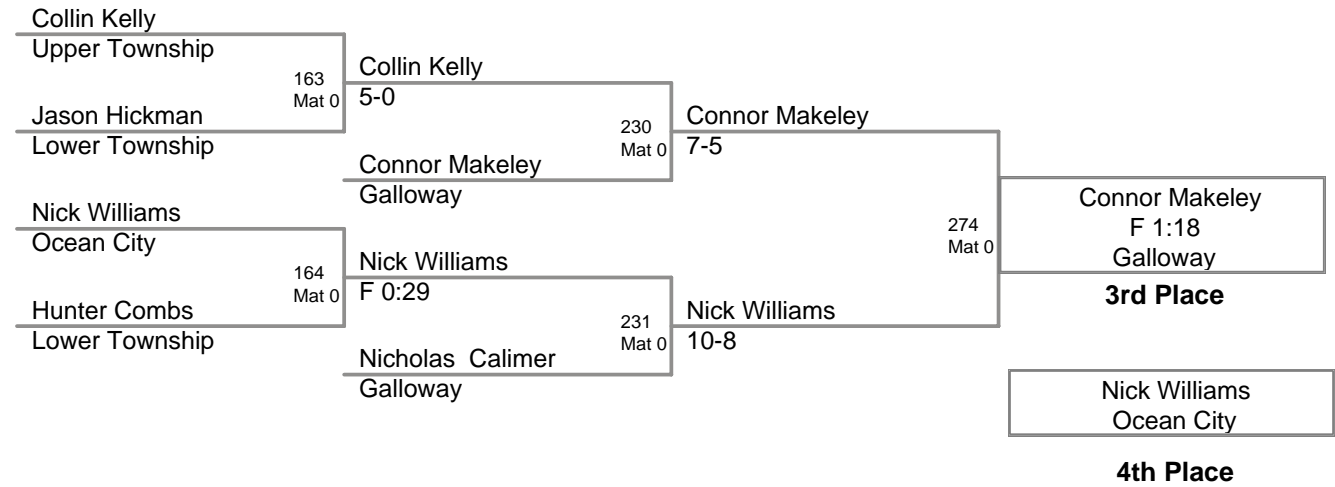 Collin Kelly
Upper Township
163
Mat 0
Jason Hickman
Lower Township
Collin Kelly
5-0
230
Mat 0
Connor Makeley
Galloway
Connor Makeley
7-5
Nick Williams
Ocean City
164
Mat 0
Hunter Combs
Lower Township
Nick Williams
F 0:29
231
Mat 0
Nicholas  Calimer
Galloway
Nick Williams
10-8
274
Mat 0
Connor Makeley
F 1:18
Galloway
3rd Place
Nick Williams
Ocean City
4th Place